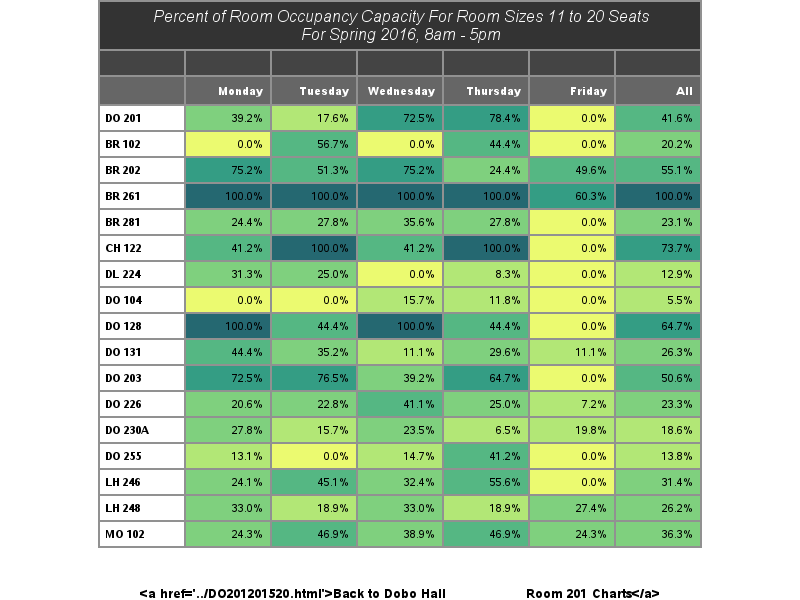 Percent of Room Occupancy Capacity For Room Sizes 11 to 20 Seats
For Spring 2016, 8am - 5pm
Monday Tuesday Wednesday Thursday Friday All
DO 201 39.2% 17.6% 72.5% 78.4% 0.0% 41.6%
BR 102 0.0% 56.7% 0.0% 44.4% 0.0% 20.2%
BR 202 75.2% 51.3% 75.2% 24.4% 49.6% 55.1%
BR 261 100.0% 100.0% 100.0% 100.0% 60.3% 100.0%
BR 281 24.4% 27.8% 35.6% 27.8% 0.0% 23.1%
CH 122 41.2% 100.0% 41.2% 100.0% 0.0% 73.7%
DL 224 31.3% 25.0% 0.0% 8.3% 0.0% 12.9%
DO 104 0.0% 0.0% 15.7% 11.8% 0.0% 5.5%
DO 128 100.0% 44.4% 100.0% 44.4% 0.0% 64.7%
DO 131 44.4% 35.2% 11.1% 29.6% 11.1% 26.3%
DO 203 72.5% 76.5% 39.2% 64.7% 0.0% 50.6%
DO 226 20.6% 22.8% 41.1% 25.0% 7.2% 23.3%
DO 230A 27.8% 15.7% 23.5% 6.5% 19.8% 18.6%
DO 255 13.1% 0.0% 14.7% 41.2% 0.0% 13.8%
LH 246 24.1% 45.1% 32.4% 55.6% 0.0% 31.4%
LH 248 33.0% 18.9% 33.0% 18.9% 27.4% 26.2%
MO 102 24.3% 46.9% 38.9% 46.9% 24.3% 36.3%
<a href='../DO201201520.html'>Back to Dobo Hall Room 201 Charts</a>